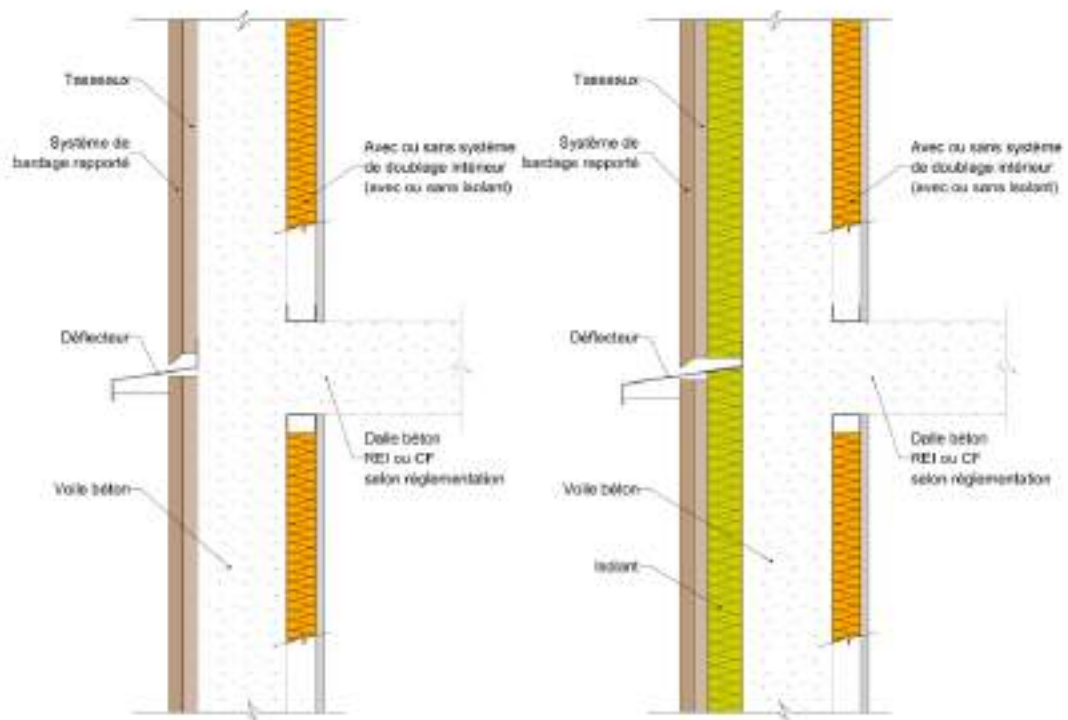 Tasseaux
Système de
bardage rapporté
Avec ou sans système
de doublage intérieur
(avec ou sans isolant)
Déflecteur
Dalle béton
REI ou CF
selon réglementation
Voile béton
Tasseaux
Système de
bardage rapporté
Avec ou sans système
de doublage intérieur
(avec ou sans isolant)
Déflecteur
Dalle béton
REI ou CF
selon réglementation
Voile béton
Isolant